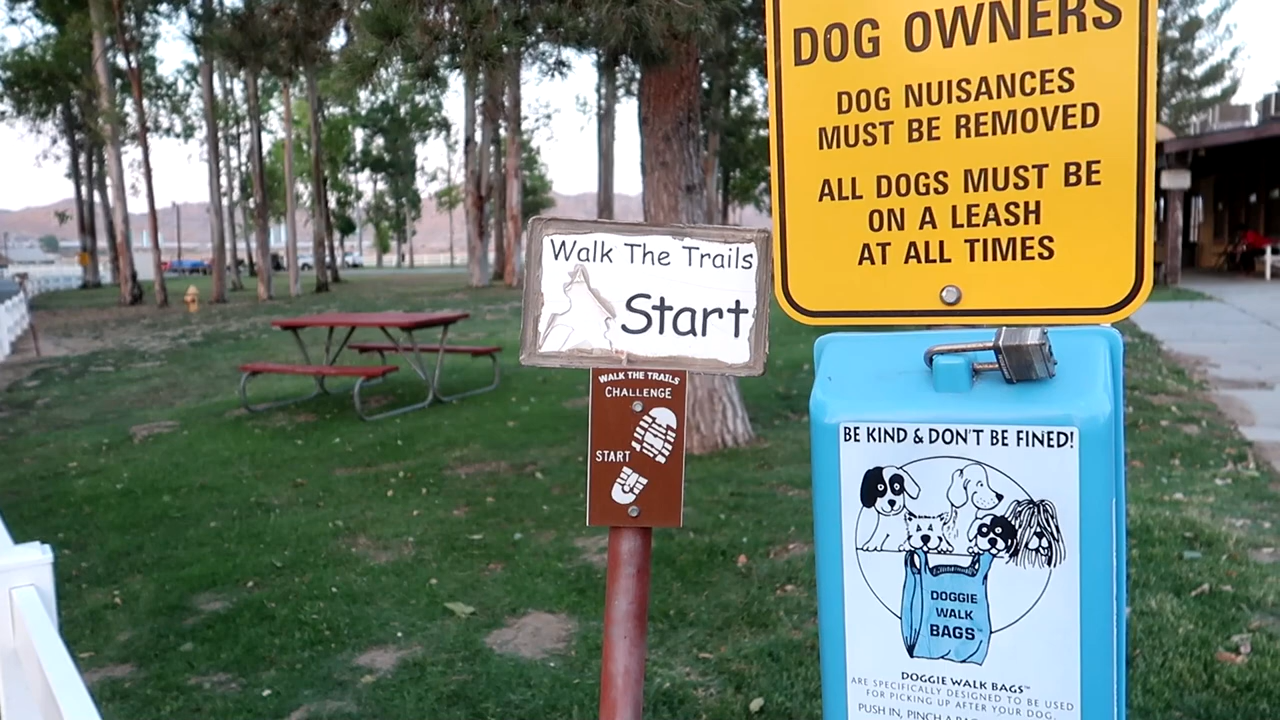 DOG OWNERS
DOG NUISANCES
MUST BE REMOVED
ALL DOGS MUST BE
ON A LEASH
AT ALL TIMES
Walk The Trails
Start
WALK THE TRAILS
CHALLENGE
START
BE KIND & DON'T BE FINED!
DOGGIE
WALK
BAGS™
DOGGIE WALK BAGS™
ARE SPECIFICALLY DESIGNED TO BE USED
FOR PICKING UP AFTER YOUR DOG.
PUSH IN, PINCH A